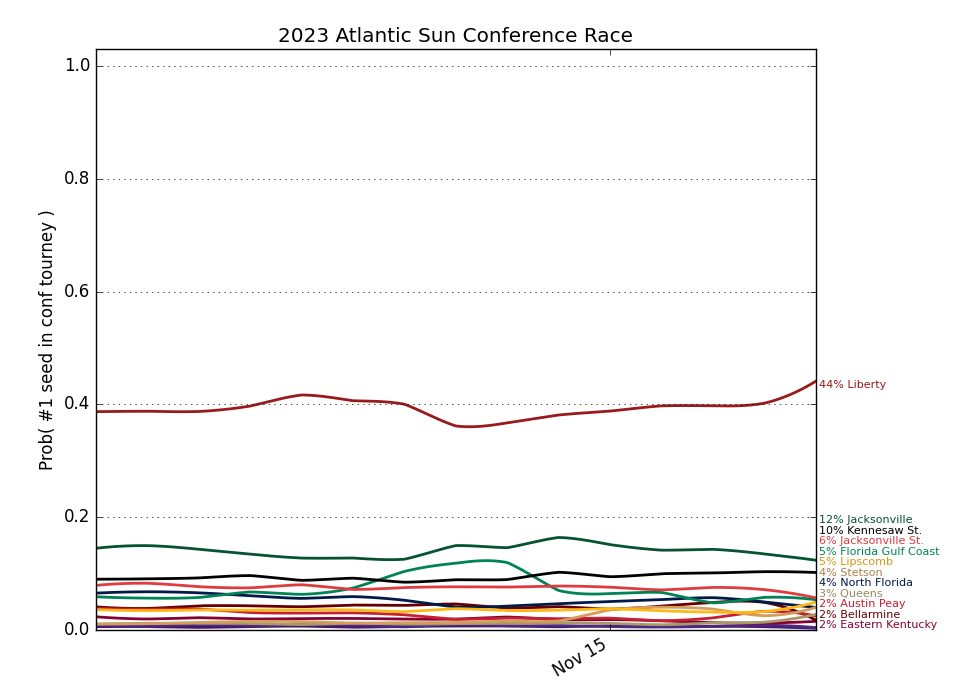 2023 Atlantic Sun Conference Race
Prob( #1 seed in conf tourney )
1.0
0.8
0.6
0.4
0.2
0.0
Nov 15
44% Liberty
12% Jacksonville
10% Kennesaw St.
6% Jacksonville St.
5% Florida Gulf Coast
5% Lipscomb
4% Stetson
4% North Florida
3% Queens
2% Austin Peay
2% Bellarmine
2% Eastern Kentucky